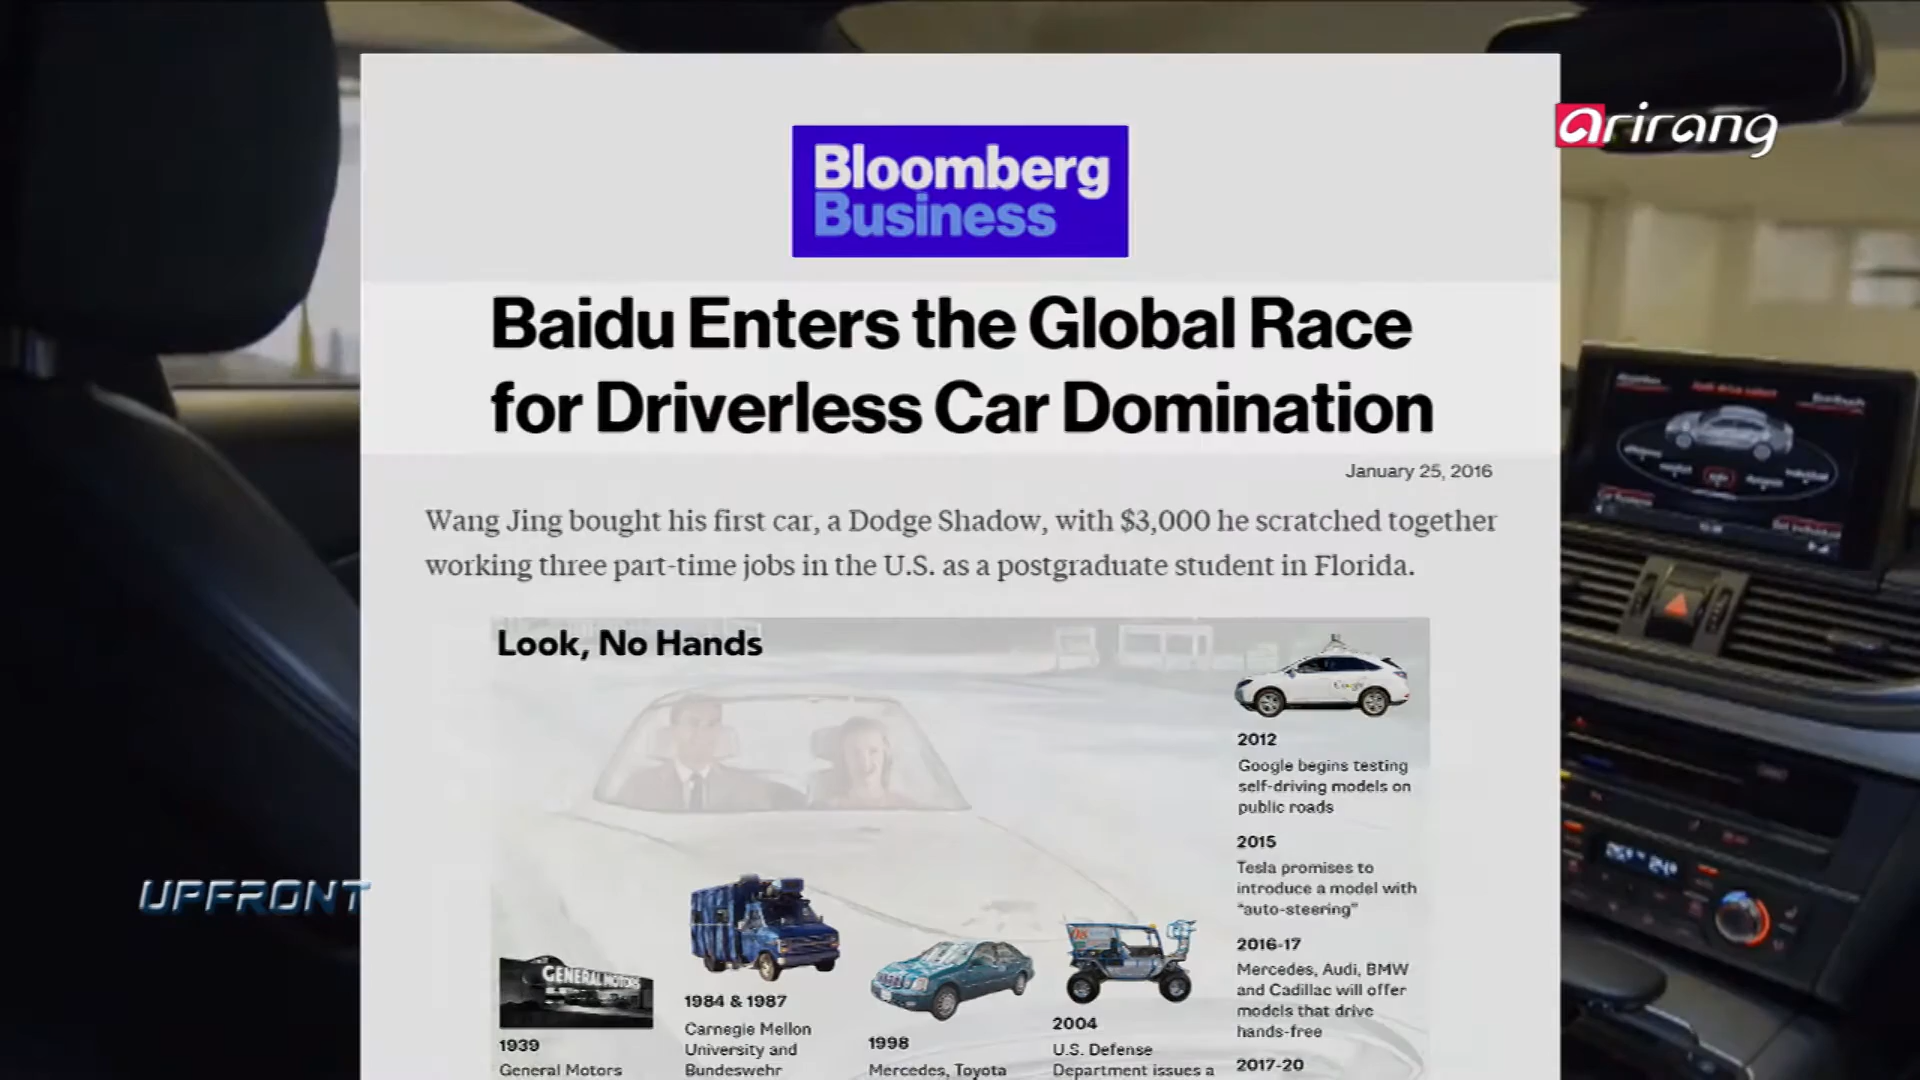 arirang
Bloomberg
Business
Baidu Enters the Global Race
for Driverless Car Domination
January 25, 2016
Wang Jing bought his first car, a Dodge Shadow, with $3,000 he scratched together
working three part-time jobs in the U.S. as a postgraduate student in Florida.
Look, No Hands
Google
2012
Google begins testing
self-driving models on
public roads
2015
Tesla promises to
introduce a model with
"auto-steering"
2016-17
Mercedes, Audi, BMW
and Cadillac will offer
models that drive
hands-free
2017-20
GENERAL MOTORS
1939
General Motors
1984 & 1987
Carnegie Mellon
University and
Bundeswehr
1998
Mercedes, Toyota
2004
U.S. Defense
Department issues a
UPFRONT